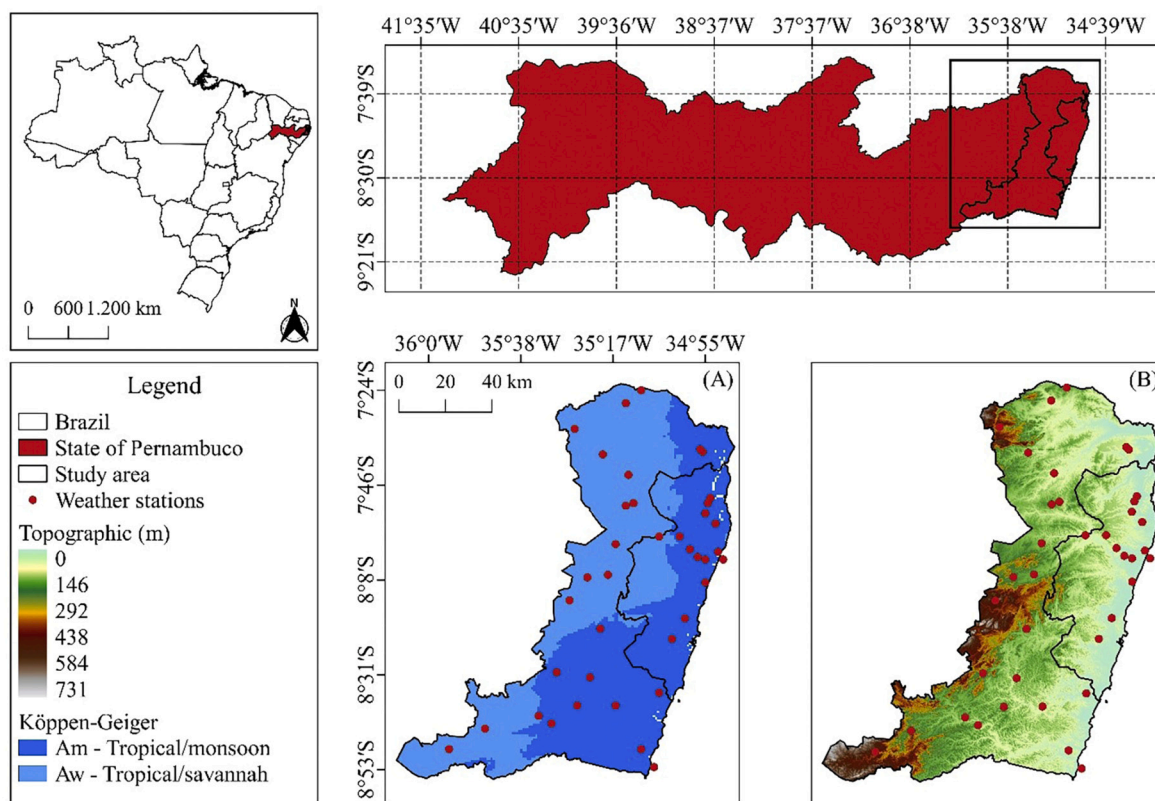 41°35′W 40°35′W 39°36′W 38°37′W 37°37′W 36°38′W 35°38′W 34°39′W
7°39′S
8°30′S
9°21′S
0 600 1.200 km
N
36°0′W 35°38′W 35°17′W 34°55′W
0 20 40 km
(A)
(B)
7°24′S
7°46′S
8°8′S
8°31′S
8°53′S
Legend
Brazil
State of Pernambuco
Study area
Weather stations
Topographic (m)
0
146
292
438
584
731
Köppen-Geiger
Am - Tropical/monsoon
Aw - Tropical/savannah